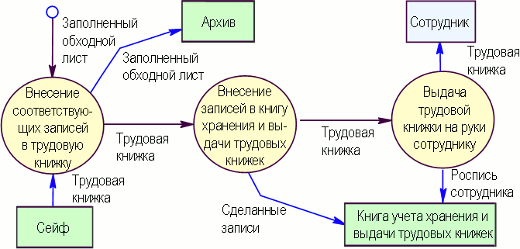 Заполненный
обходной
лист
Архив
Заполненный
обходной лист
Сотрудник
Трудовая
книжка
Внесение
соответствую-
щих записей
в трудовую
книжку
Трудовая
книжка
Внесение
записей в книгу
хранения и вы-
дачи трудовых
книжек
Трудовая
книжка
Выдача
трудовой
книжки на руки
сотруднику
Трудовая
книжка
Сейф
Сделанные
записи
Роспись
сотрудника
Книга учета хранения и
выдачи трудовых книжек